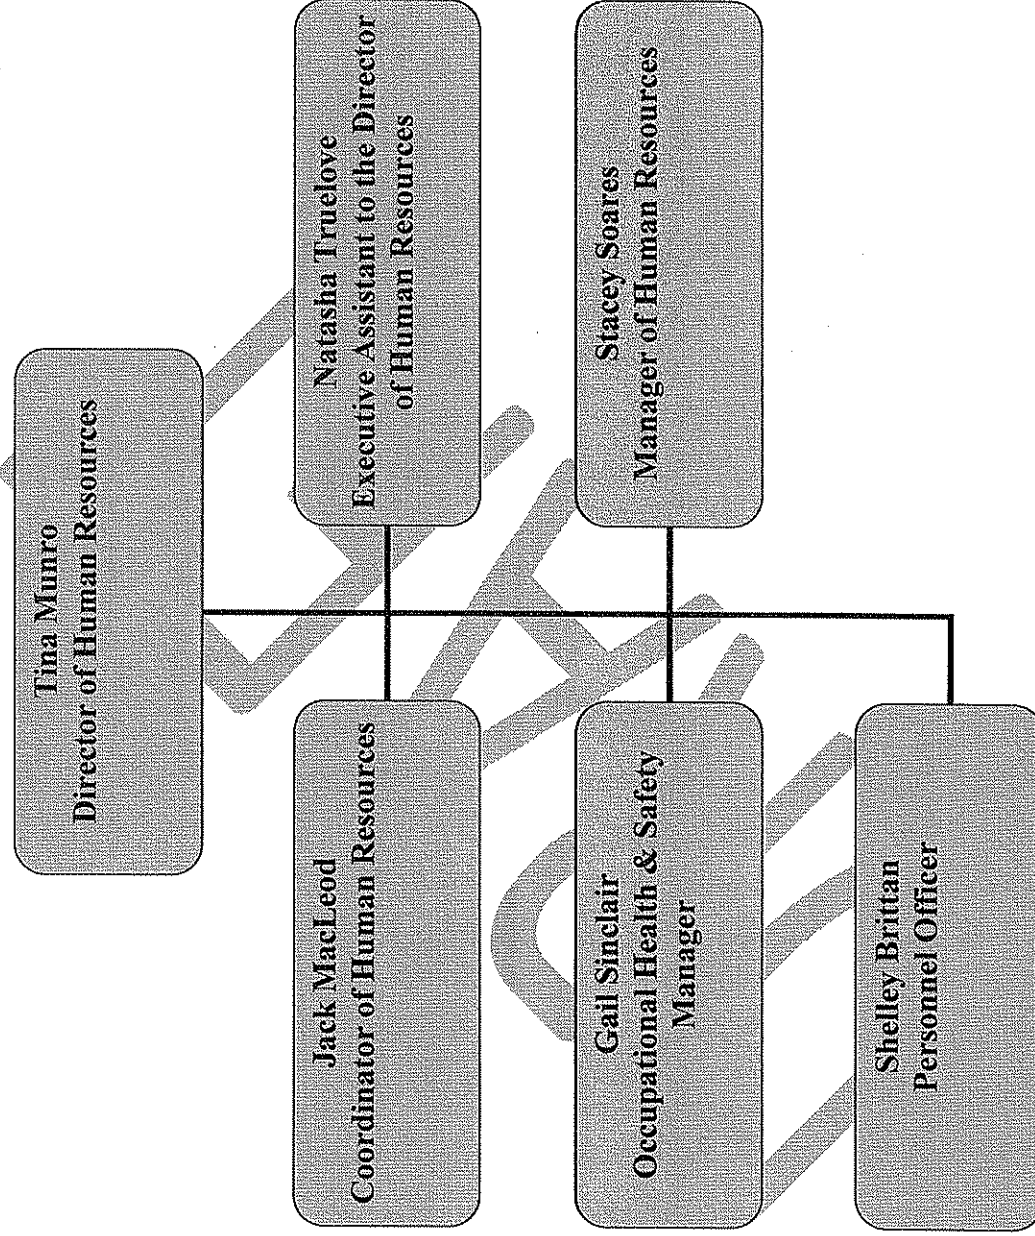 Tina Munro
Director of Human Resources
Jack MacLeod
Coordinator of Human Resources
Natasha Truelove
Executive Assistant to the Director
of Human Resources
Gail Sinclair
Occupational Health & Safety
Manager
Stacey Soares
Manager of Human Resources
Shelley Brittan
Personnel Officer